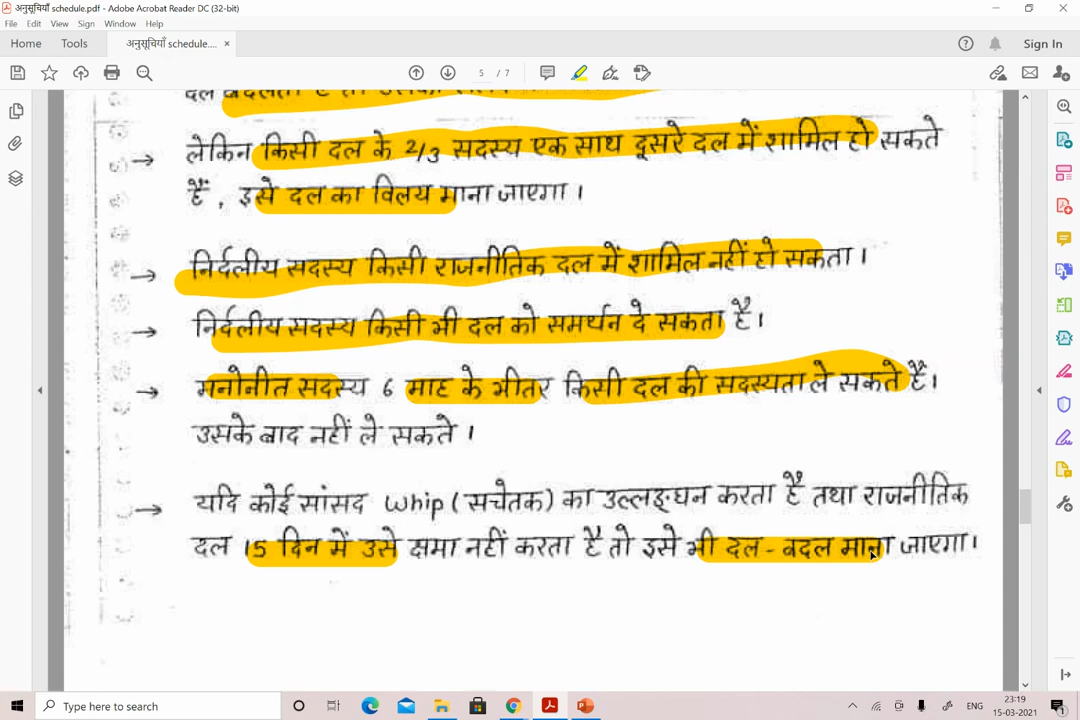 अनुसूचियाँ schedule.pdf - Adobe Acrobat Reader DC (32-bit)
File Edit View Sign Window Help
Home Tools अनुसूचियाँ schedule.... × Sign In
5 / 7
लेकिन किसी दल के 2/3 सदस्य एक साथ दूसरे दल में शामिल हो सकते
हैं, इसे दल का विलय माना जाएगा।
निर्दलीय सदस्य किसी राजनीतिक दल में शामिल नहीं हो सकता।
निर्दलीय सदस्य किसी भी दल को समर्थन दे सकता है।
मनोनीत सदस्य 6 माह के भीतर किसी दल की सदस्यता ले सकते हैं।
उसके बाद नहीं ले सकते।
यदि कोई सांसद Whip (सचेतक) का उल्लङ्घन करता है तथा राजनीतिक
दल 15 दिन में उसे क्षमा नहीं करता है तो इसे भी दल-बदल माना जाएगा।
Type here to search
ENG
23:19
15-03-2021
1